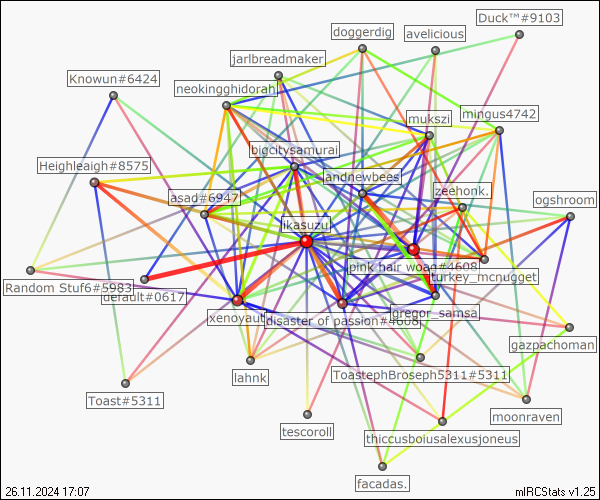 Duck™#9103
doggerdig
avelicious
jarlbreadmaker
Knowun#6424
neokingghidorah
mukszi
mingus4742
bigcitysamurai
Heighleaigh#8575
landnewbees
asad#6947
zeehonk.
ogshroom
ikasuzu
pink hair woag#4608
turkey_mcnugget
Random Stuf6#5983
default#0617
xenoyaut
disaster of passion#4608
gregor_samsa
gazpachoman
lahnk
ToastephBroseph5311#5311
Toast#5311
moonraven
tescoroll
thiccusboiusalexusjoneus
facadas.
26.11.2024 17:07
mIRCStats v1.25